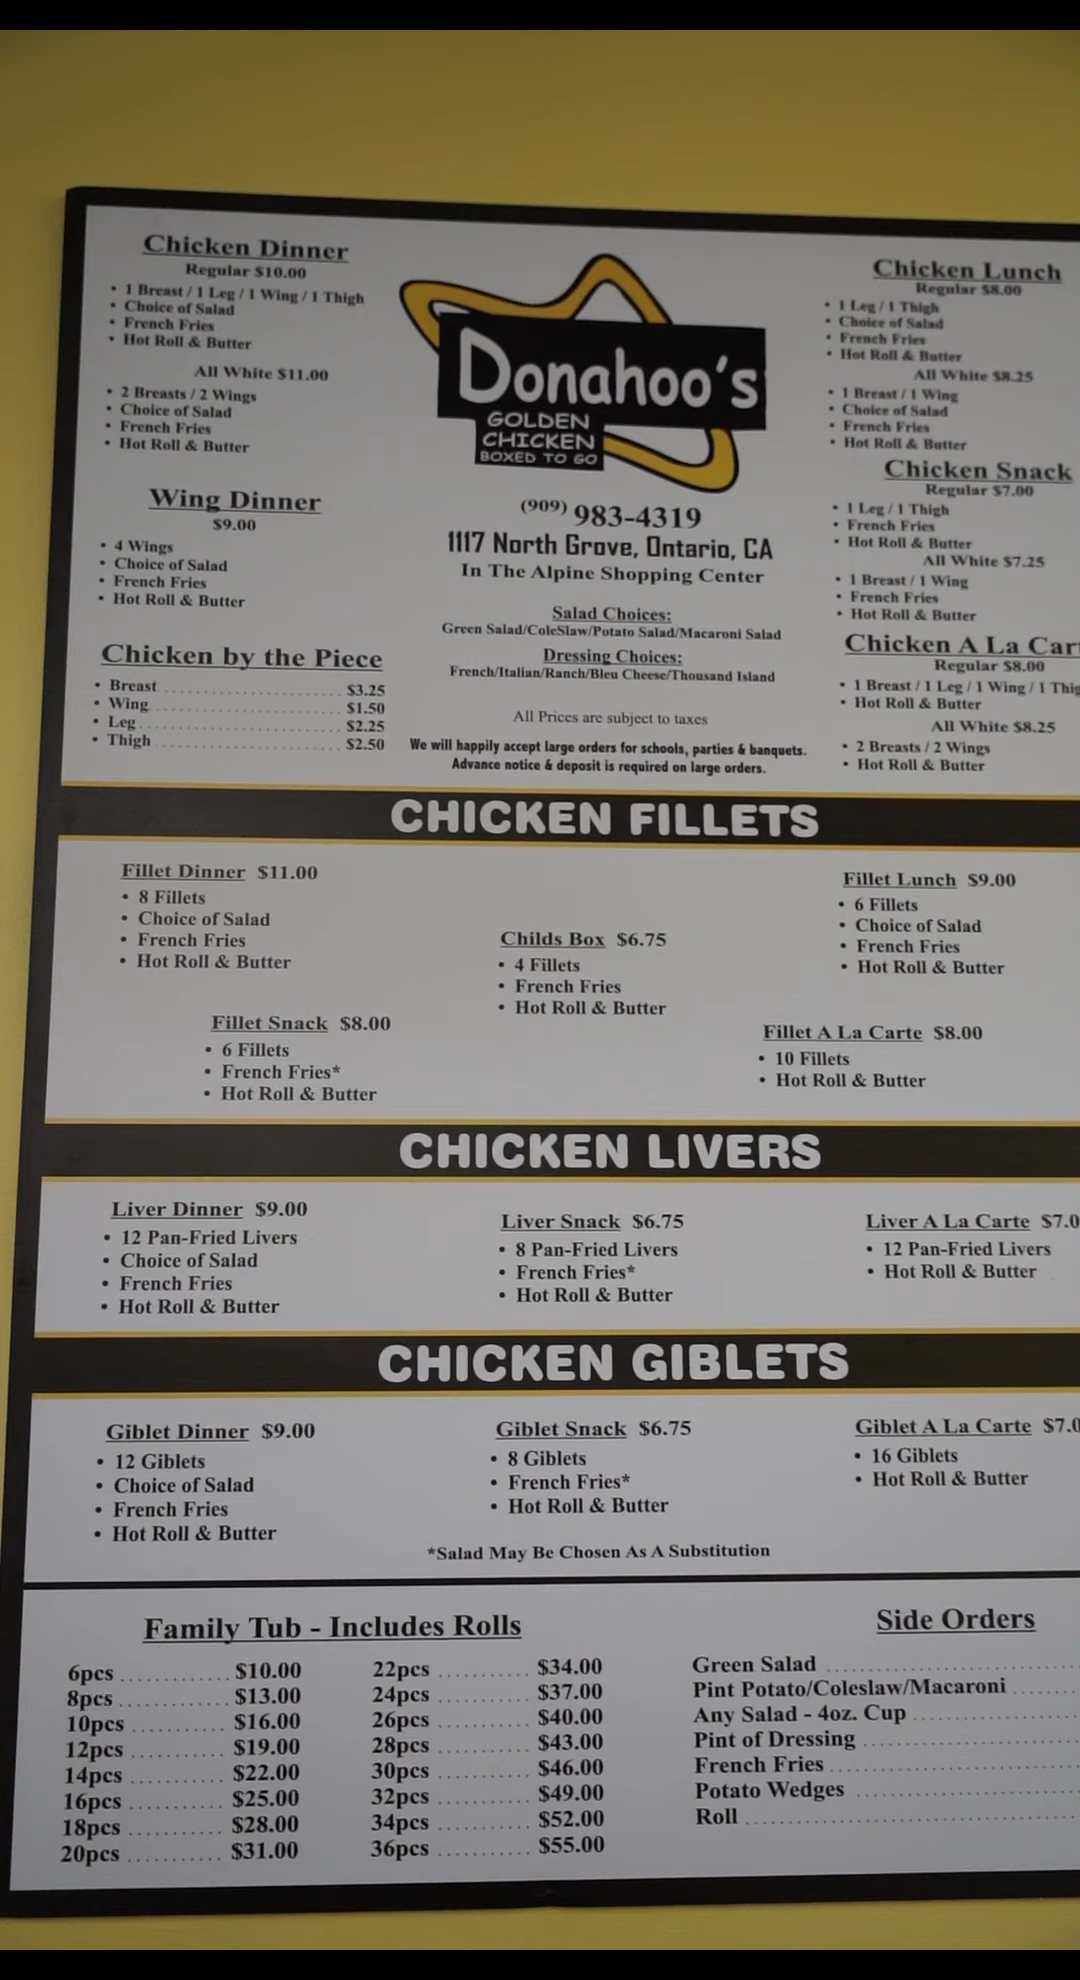 Chicken Dinner
Regular $10.00
• 1 Breast / 1 Leg / 1 Wing / 1 Thigh
• Choice of Salad
• French Fries
• Hot Roll & Butter
All White $11.00
• 2 Breasts / 2 Wings
• Choice of Salad
• French Fries
• Hot Roll & Butter
Wing Dinner
$9.00
• 4 Wings
• Choice of Salad
• French Fries
• Hot Roll & Butter
Chicken by the Piece
• Breast $3.25
• Wing $1.50
• Leg $2.25
• Thigh $2.50
Donahoo's
GOLDEN
CHICKEN
BOXED TO GO
(909) 983-4319
1117 North Grove, Ontario, CA
In The Alpine Shopping Center
Salad Choices:
Green Salad/ColeSlaw/Potato Salad/Macaroni Salad
Dressing Choices:
French/Italian/Ranch/Bleu Cheese/Thousand Island
All Prices are subject to taxes
We will happily accept large orders for schools, parties & banquets.
Advance notice & deposit is required on large orders.
Chicken Lunch
Regular $8.00
• 1 Leg / 1 Thigh
• Choice of Salad
• French Fries
• Hot Roll & Butter
All White $8.25
• 1 Breast / 1 Wing
• Choice of Salad
• French Fries
• Hot Roll & Butter
Chicken Snack
Regular $7.00
• 1 Leg / 1 Thigh
• French Fries
• Hot Roll & Butter
All White $7.25
• 1 Breast / 1 Wing
• French Fries
• Hot Roll & Butter
Chicken A La Cart
Regular $8.00
• 1 Breast / 1 Leg / 1 Wing / 1 Thig
• Hot Roll & Butter
All White $8.25
• 2 Breasts / 2 Wings
• Hot Roll & Butter
CHICKEN FILLETS
Fillet Dinner $11.00
• 8 Fillets
• Choice of Salad
• French Fries
• Hot Roll & Butter
Fillet Snack $8.00
• 6 Fillets
• French Fries*
• Hot Roll & Butter
Childs Box $6.75
• 4 Fillets
• French Fries
• Hot Roll & Butter
Fillet Lunch $9.00
• 6 Fillets
• Choice of Salad
• French Fries
• Hot Roll & Butter
Fillet A La Carte $8.00
• 10 Fillets
• Hot Roll & Butter
CHICKEN LIVERS
Liver Dinner $9.00
• 12 Pan-Fried Livers
• Choice of Salad
• French Fries
• Hot Roll & Butter
Liver Snack $6.75
• 8 Pan-Fried Livers
• French Fries*
• Hot Roll & Butter
Liver A La Carte $7.0
• 12 Pan-Fried Livers
• Hot Roll & Butter
CHICKEN GIBLETS
Giblet Dinner $9.00
• 12 Giblets
• Choice of Salad
• French Fries
• Hot Roll & Butter
Giblet Snack $6.75
• 8 Giblets
• French Fries*
• Hot Roll & Butter
Giblet A La Carte $7.0
• 16 Giblets
• Hot Roll & Butter
*Salad May Be Chosen As A Substitution
Family Tub - Includes Rolls
6pcs $10.00
8pcs $13.00
10pcs $16.00
12pcs $19.00
14pcs $22.00
16pcs $25.00
18pcs $28.00
20pcs $31.00
22pcs $34.00
24pcs $37.00
26pcs $40.00
28pcs $43.00
30pcs $46.00
32pcs $49.00
34pcs $52.00
36pcs $55.00
Side Orders
Green Salad
Pint Potato/Coleslaw/Macaroni
Any Salad - 4oz. Cup
Pint of Dressing
French Fries
Potato Wedges
Roll